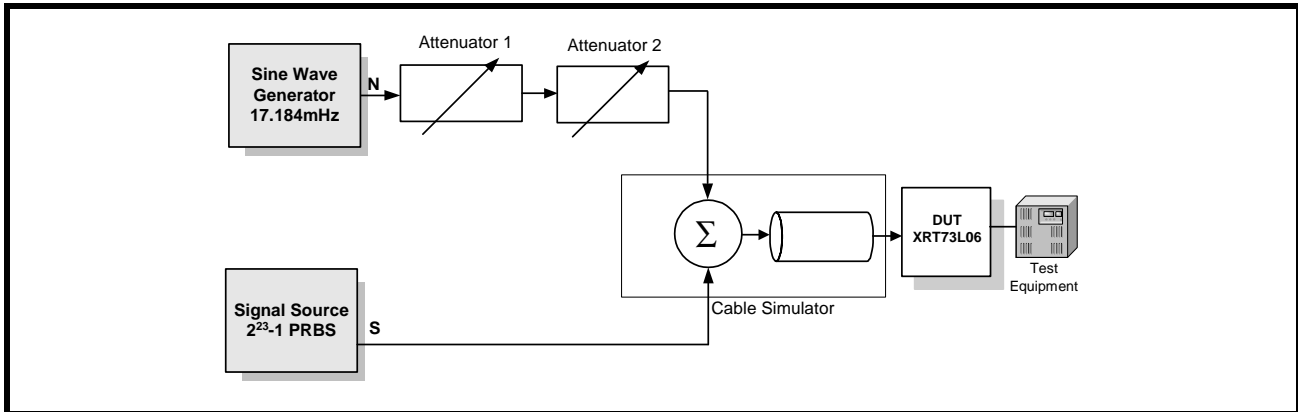 Attenuator 1
Attenuator 2
Sine Wave
Generator
17.184mHz
N
Σ
DUT
XRT73L06
Test
Equipment
Cable Simulator
Signal Source
2²³-1 PRBS
S